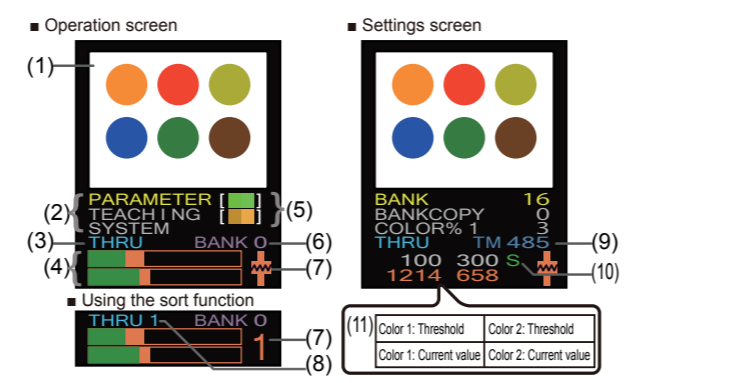 ■ Operation screen
(1)
PARAMETER [ ]
TEACHING [ ]
SYSTEM
(2)
(5)
(3)
THRU BANK 0
(6)
(4)
(7)
■ Using the sort function
THRU 1 BANK 0
1
(7)
(8)
■ Settings screen
BANK 16
BANKCOPY 0
COLOR% 1 3
THRU TM 485
(9)
100 300 S
(10)
1214 658
(11)
Color 1: Threshold Color 2: Threshold
Color 1: Current value Color 2: Current value